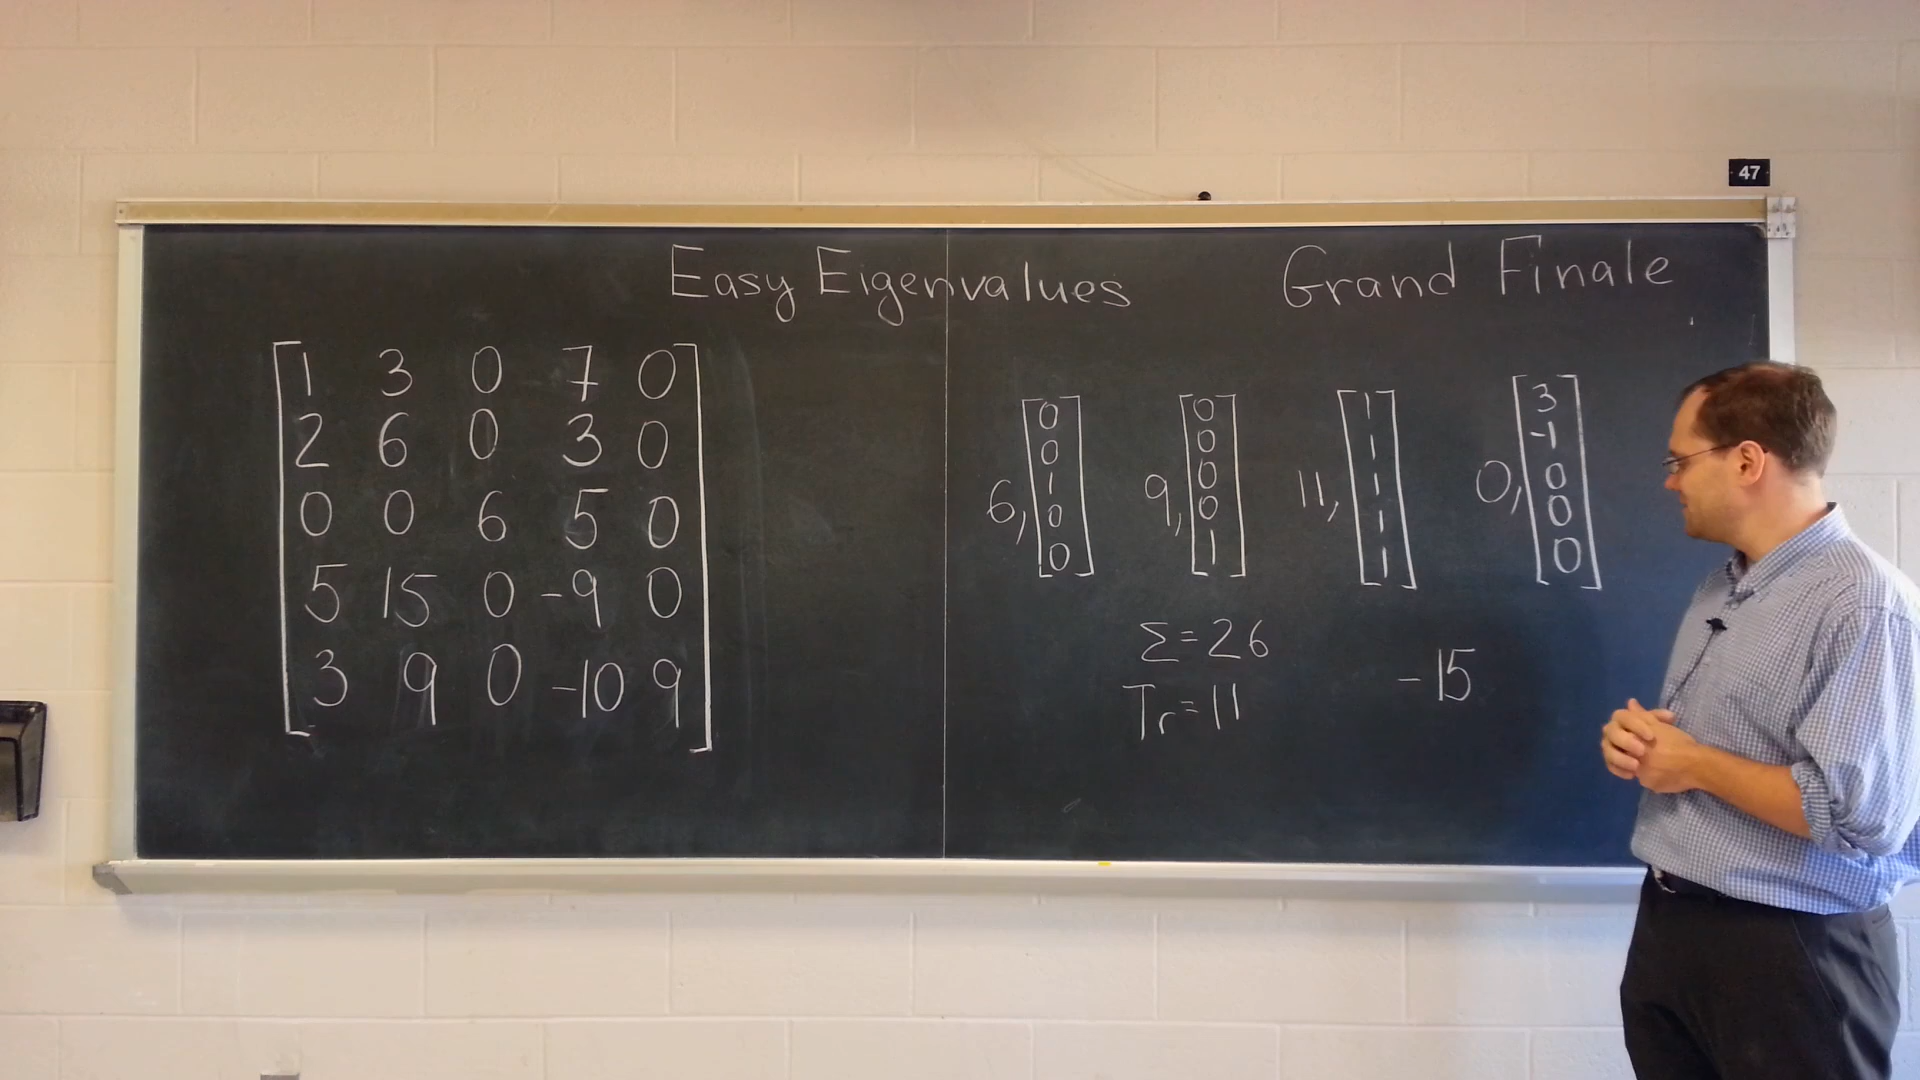 47
Easy Eigenvalues Grand Finale
1 3 0 7 0
2 6 0 3 0
0 0 6 5 0
5 15 0 -9 0
3 9 0 -10 9
6, [0 0 1 0 0]
9, [0 0 0 0 1]
11, [1 1 1 1 1]
0, [3 -1 0 0 0]
Σ=26
Tr=11
-15